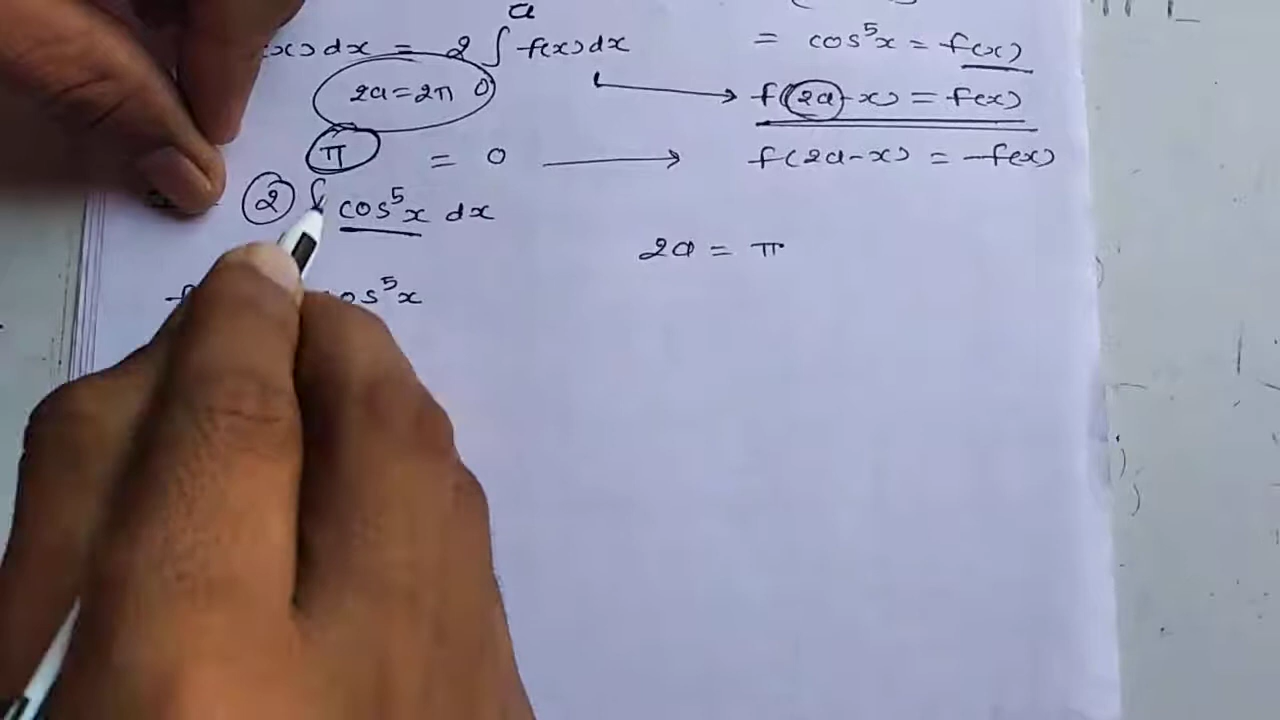 a
x) dx = 2 ∫ f(x) dx = cos⁵x = f(x)
2a = 2π 0 f(2a-x) = f(x)
π = 0 → f(2a-x) = -f(x)
② ∫ cos⁵x dx
2a = π
f cos⁵x